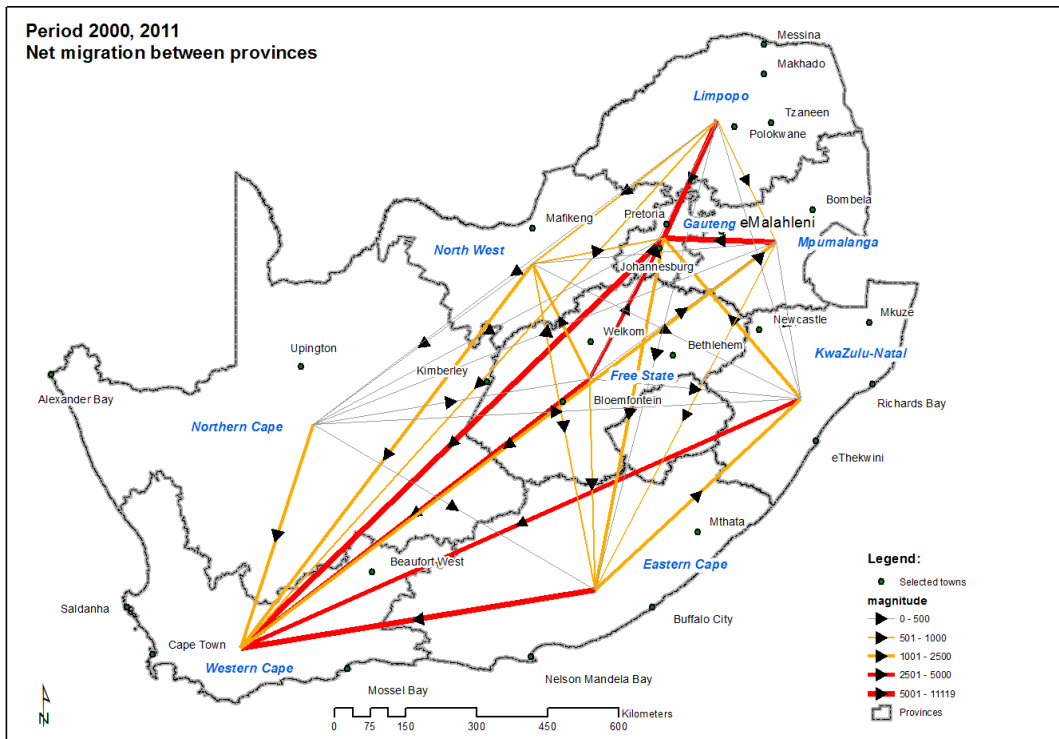 Period 2000, 2011
Net migration between provinces
Messina
Makhado
Limpopo
Tzaneen
Polokwane
Bombela
Mafikeng
Pretoria
Gauteng
eMalahleni
North West
Mpumalanga
Johannesburg
Mkuze
Newcastle
Welkom
Upington
Bethlehem
KwaZulu-Natal
Kimberley
Free State
Alexander Bay
Richards Bay
Bloemfontein
Northern Cape
eThekwini
Mthata
Beaufort West
Eastern Cape
Saldanha
Buffalo City
Cape Town
Western Cape
Nelson Mandela Bay
Mossel Bay
Legend:
Selected towns
magnitude
0 - 500
501 - 1000
1001 - 2500
2501 - 5000
5001 - 11119
Provinces
N
Kilometers
0 75 150 300 450 600